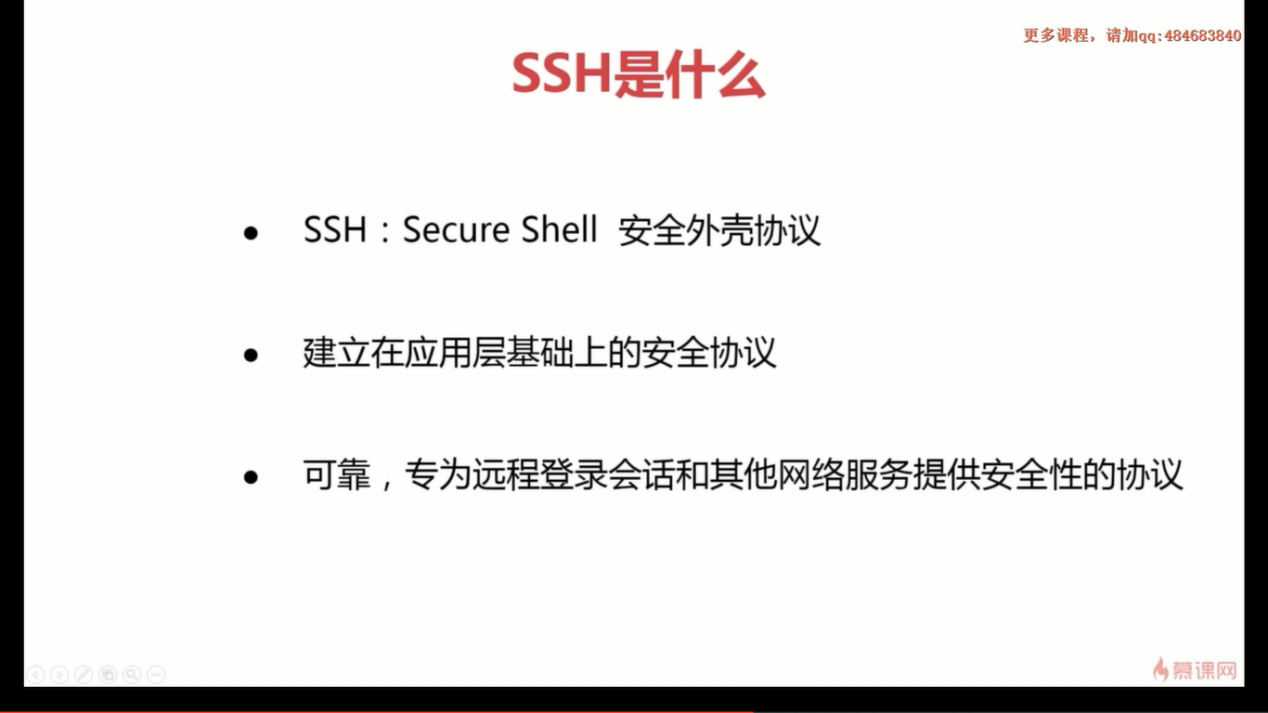 更多课程，请加qq:484683840
SSH是什么
● SSH：Secure Shell 安全外壳协议
● 建立在应用层基础上的安全协议
● 可靠，专为远程登录会话和其他网络服务提供安全性的协议
慕课网